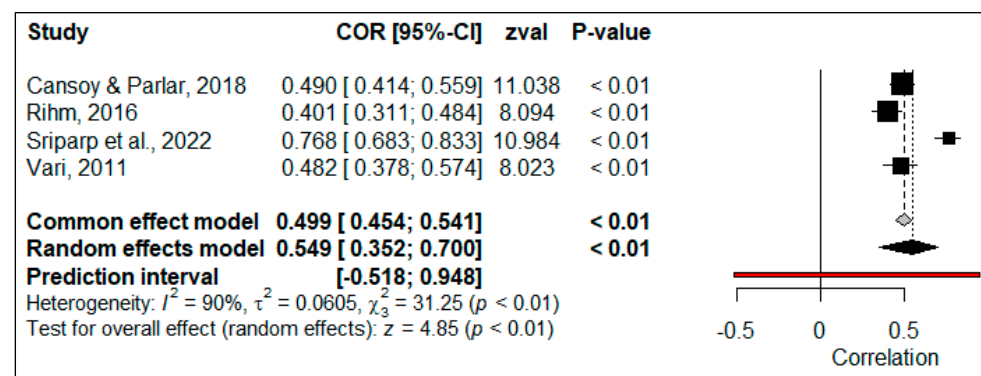 Study COR [95%-CI] zval P-value
Cansoy & Parlar, 2018 0.490 [ 0.414; 0.559] 11.038 < 0.01
Rihm, 2016 0.401 [ 0.311; 0.484] 8.094 < 0.01
Sriparp et al., 2022 0.768 [ 0.683; 0.833] 10.984 < 0.01
Vari, 2011 0.482 [ 0.378; 0.574] 8.023 < 0.01
Common effect model 0.499 [ 0.454; 0.541] < 0.01
Random effects model 0.549 [ 0.352; 0.700] < 0.01
Prediction interval [-0.518; 0.948]
Heterogeneity: I² = 90%, τ² = 0.0605, χ²₃ = 31.25 (p < 0.01)
Test for overall effect (random effects): z = 4.85 (p < 0.01)
-0.5 0 0.5
Correlation